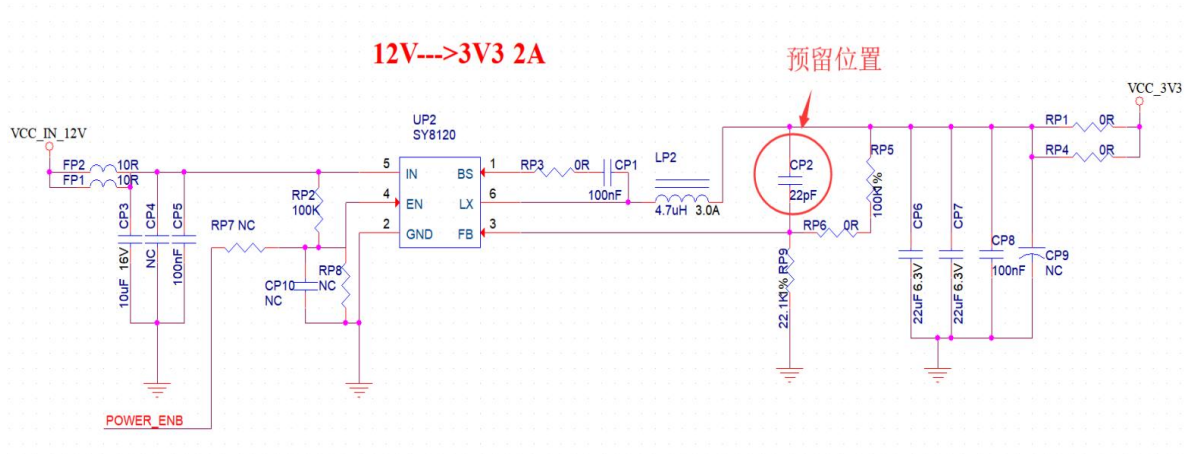 12V--->3V3 2A
预留位置
VCC_3V3
VCC_IN_12V
UP2
SY8120
FP2 10R
FP1 10R
CP3
10uF 16V
CP4
NC
CP5
100nF
RP2
100K
RP7 NC
CP10
NC
RP8
NC
POWER_ENB
5 IN
4 EN
2 GND
BS 1
LX 6
FB 3
RP3 0R
CP1
100nF
LP2
4.7uH 3.0A
CP2
22pF
RP5
100K1%
RP6 0R
RP9
22.1K1%
CP6
22uF 6.3V
CP7
22uF 6.3V
CP8
100nF
CP9
NC
RP1 0R
RP4 0R